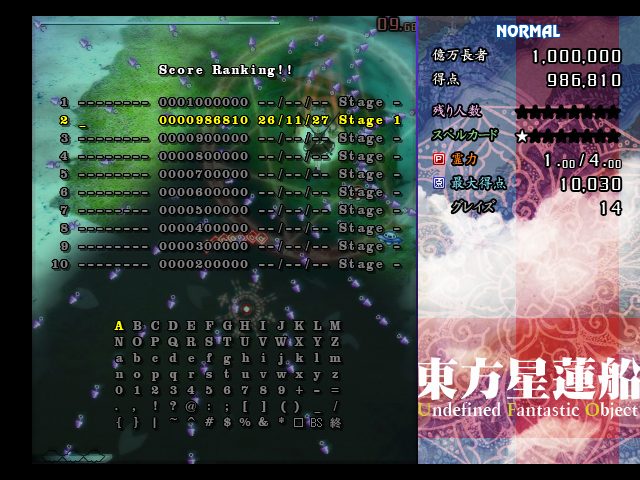 09.66
Score Ranking!!
1 -------- 0001000000 --/--/-- Stage -
2 _ 0000986810 26/11/27 Stage 1
3 -------- 0000900000 --/--/-- Stage -
4 -------- 0000800000 --/--/-- Stage -
5 -------- 0000700000 --/--/-- Stage -
6 -------- 0000600000 --/--/-- Stage -
7 -------- 0000500000 --/--/-- Stage -
8 -------- 0000400000 --/--/-- Stage -
9 -------- 0000300000 --/--/-- Stage -
10 -------- 0000200000 --/--/-- Stage -
A B C D E F G H I J K L M
N O P Q R S T U V W X Y Z
a b c d e f g h i j k l m
n o p q r s t u v w x y z
0 1 2 3 4 5 6 7 8 9 + - =
. , ! ? @ : ; [ ] ( ) _ /
{ } | ~ ^ # $ % & * □ BS 終
NORMAL
億万長者 1,000,000
得点 986,810
残り人数
スペルカード
P 霊力 1.00/4.00
点 最大得点 10,030
グレイズ 14
東方星蓮船
Undefined Fantastic Object